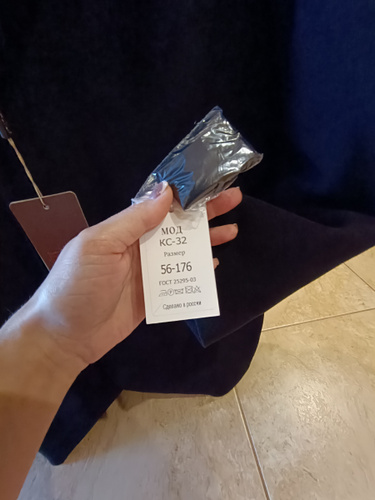 МОД
КС-32
Размер
56-176
ГОСТ 25295-03
Сделано в россии